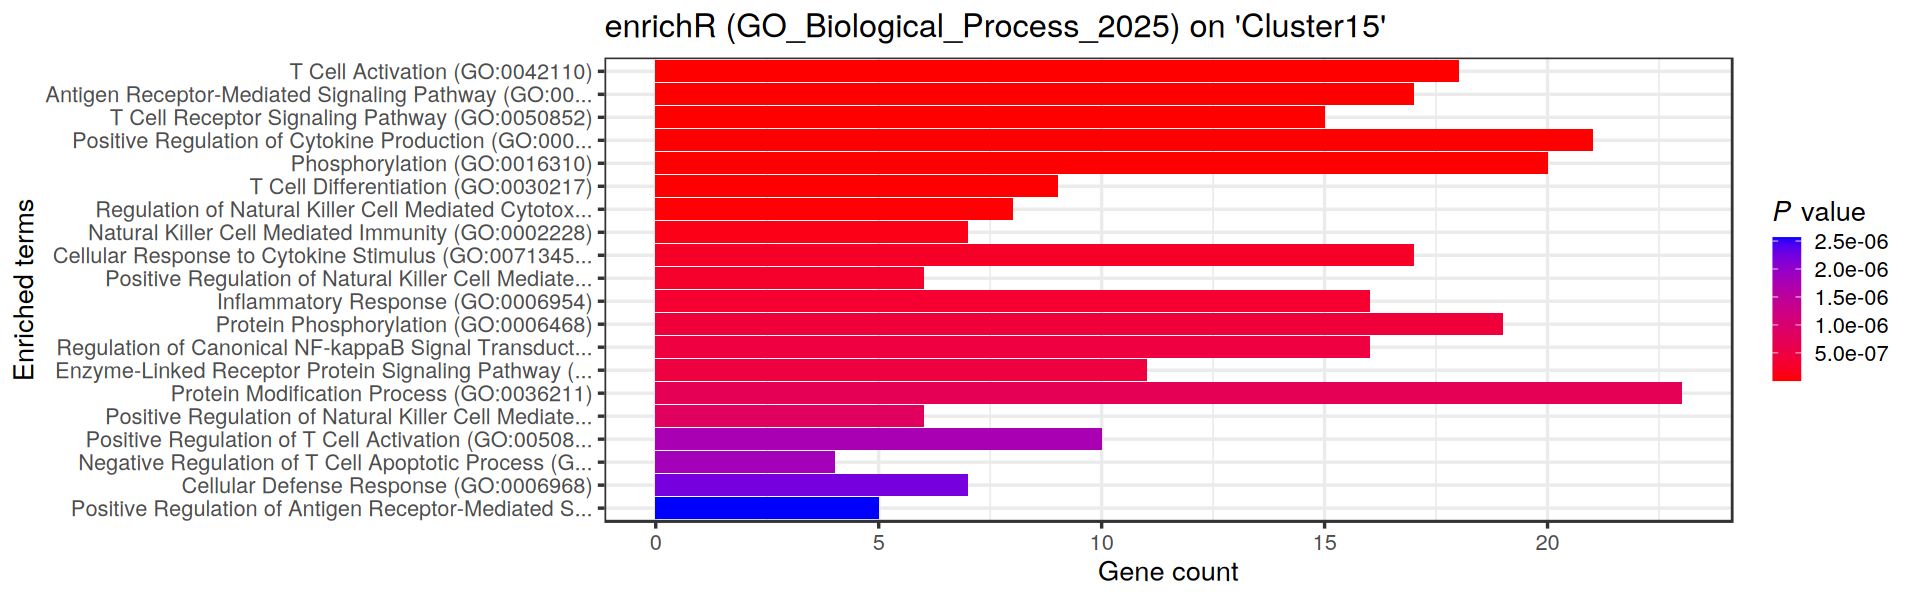 enrichR (GO_Biological_Process_2025) on 'Cluster15'
T Cell Activation (GO:0042110)
Antigen Receptor-Mediated Signaling Pathway (GO:00...
T Cell Receptor Signaling Pathway (GO:0050852)
Positive Regulation of Cytokine Production (GO:000...
Phosphorylation (GO:0016310)
T Cell Differentiation (GO:0030217)
Regulation of Natural Killer Cell Mediated Cytotox...
Natural Killer Cell Mediated Immunity (GO:0002228)
Cellular Response to Cytokine Stimulus (GO:0071345...
Positive Regulation of Natural Killer Cell Mediate...
Inflammatory Response (GO:0006954)
Protein Phosphorylation (GO:0006468)
Regulation of Canonical NF-kappaB Signal Transduct...
Enzyme-Linked Receptor Protein Signaling Pathway (...
Protein Modification Process (GO:0036211)
Positive Regulation of Natural Killer Cell Mediate...
Positive Regulation of T Cell Activation (GO:00508...
Negative Regulation of T Cell Apoptotic Process (G...
Cellular Defense Response (GO:0006968)
Positive Regulation of Antigen Receptor-Mediated S...
Enriched terms
0 5 10 15 20
Gene count
P value
2.5e-06
2.0e-06
1.5e-06
1.0e-06
5.0e-07